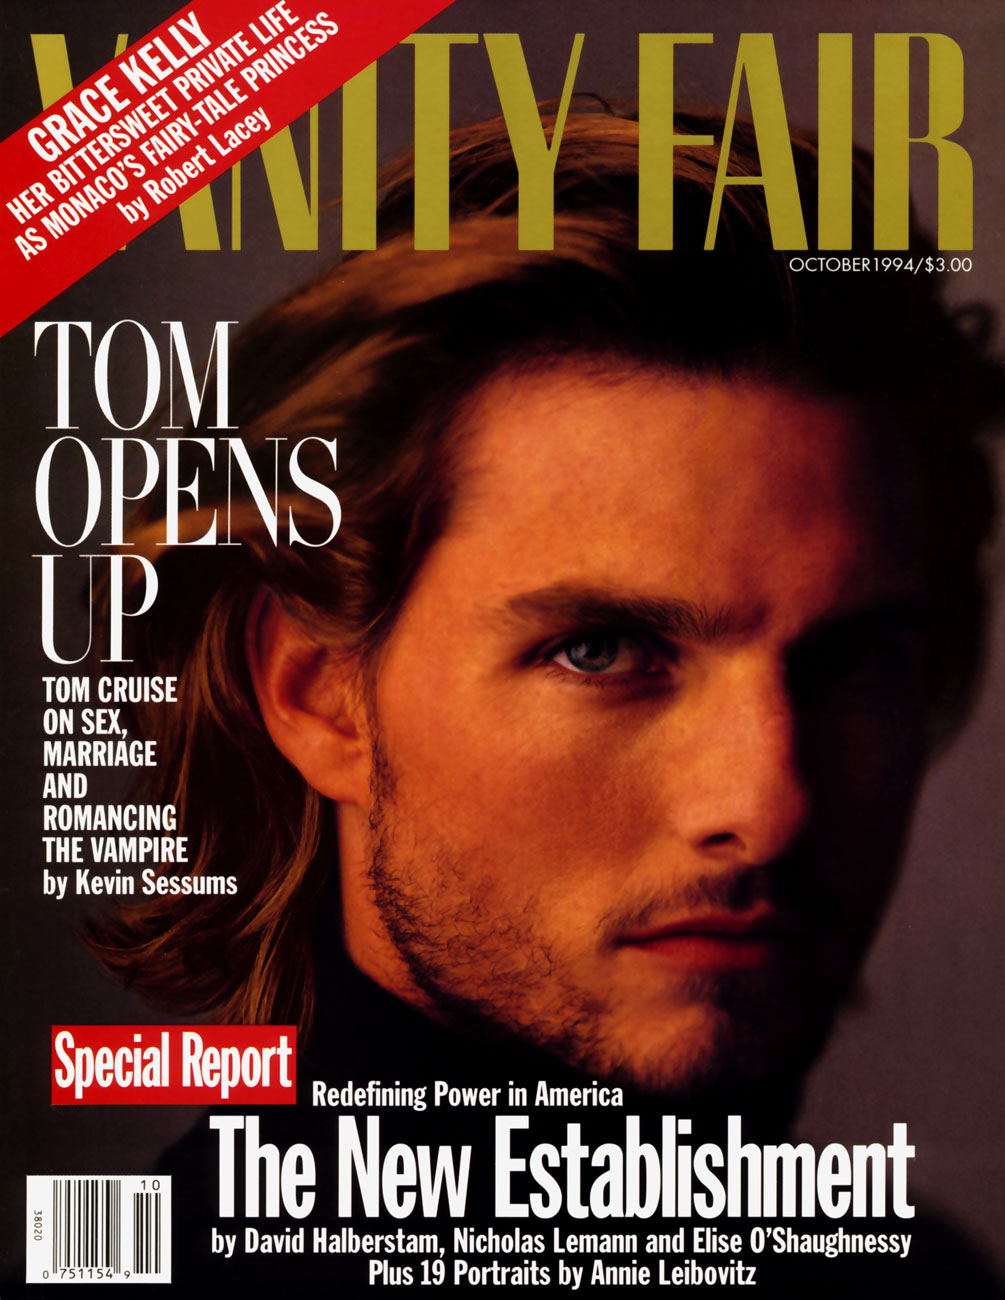 GRACE KELLY
HER BITTERSWEET PRIVATE LIFE
AS MONACO'S FAIRY-TALE PRINCESS
by Robert Lacey
VANITY FAIR
OCTOBER 1994/$3.00
TOM
OPENS
UP
TOM CRUISE
ON SEX,
MARRIAGE
AND
ROMANCING
THE VAMPIRE
by Kevin Sessums
Special Report
Redefining Power in America
The New Establishment
by David Halberstam, Nicholas Lemann and Elise O'Shaughnessy
Plus 19 Portraits by Annie Leibovitz
10
38020
0 751154 9